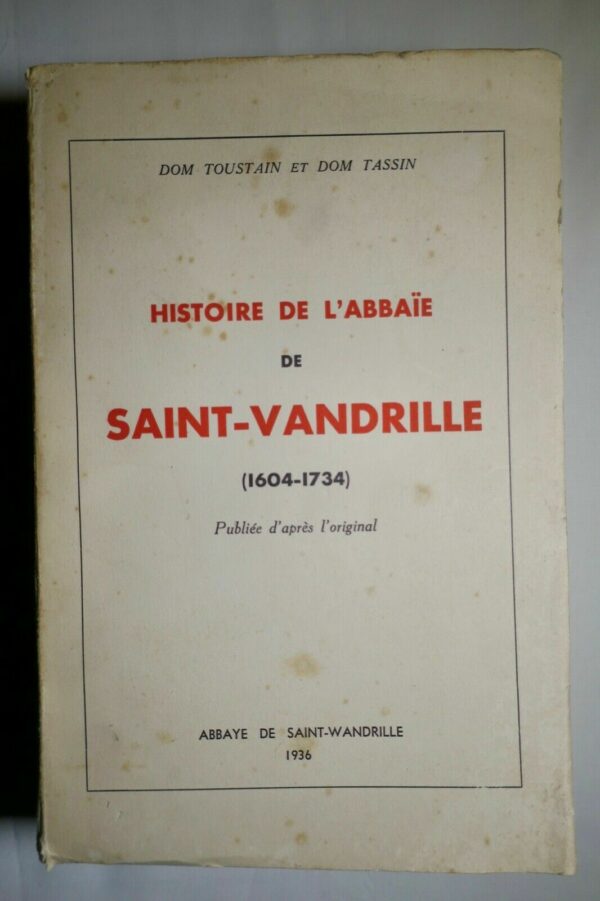 DOM TOUSTAIN ET DOM TASSIN
HISTOIRE DE L'ABBAÏE
DE
SAINT-VANDRILLE
(1604-1734)
Publiée d'après l'original
ABBAYE DE SAINT-WANDRILLE
1936